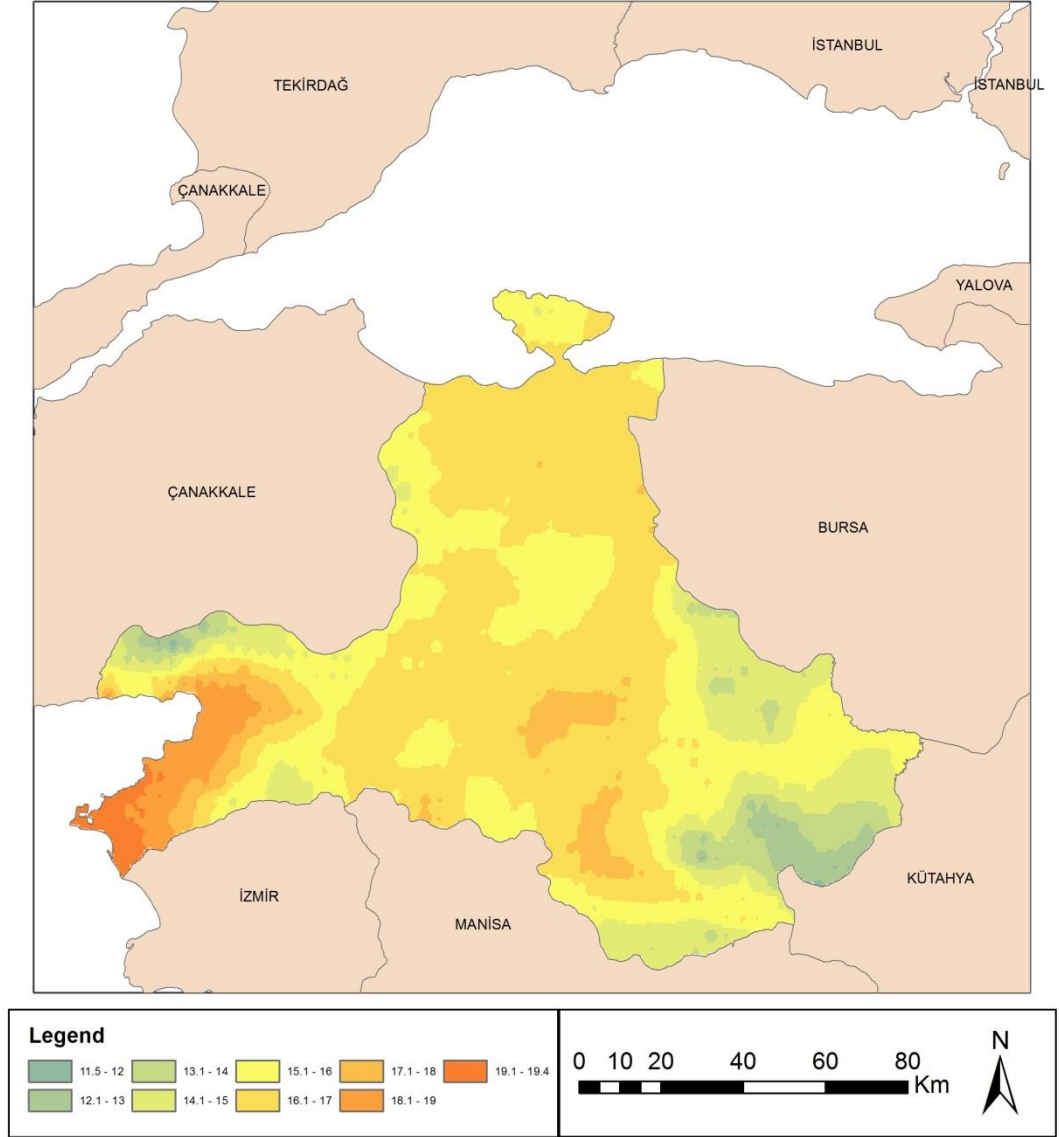 İSTANBUL
TEKİRDAĞ
İSTANBUL
ÇANAKKALE
YALOVA
ÇANAKKALE
BURSA
İZMİR
KÜTAHYA
MANİSA
Legend
11.5 - 12
13.1 - 14
15.1 - 16
17.1 - 18
19.1 - 19.4
12.1 - 13
14.1 - 15
16.1 - 17
18.1 - 19
0 10 20 40 60 80
Km
N